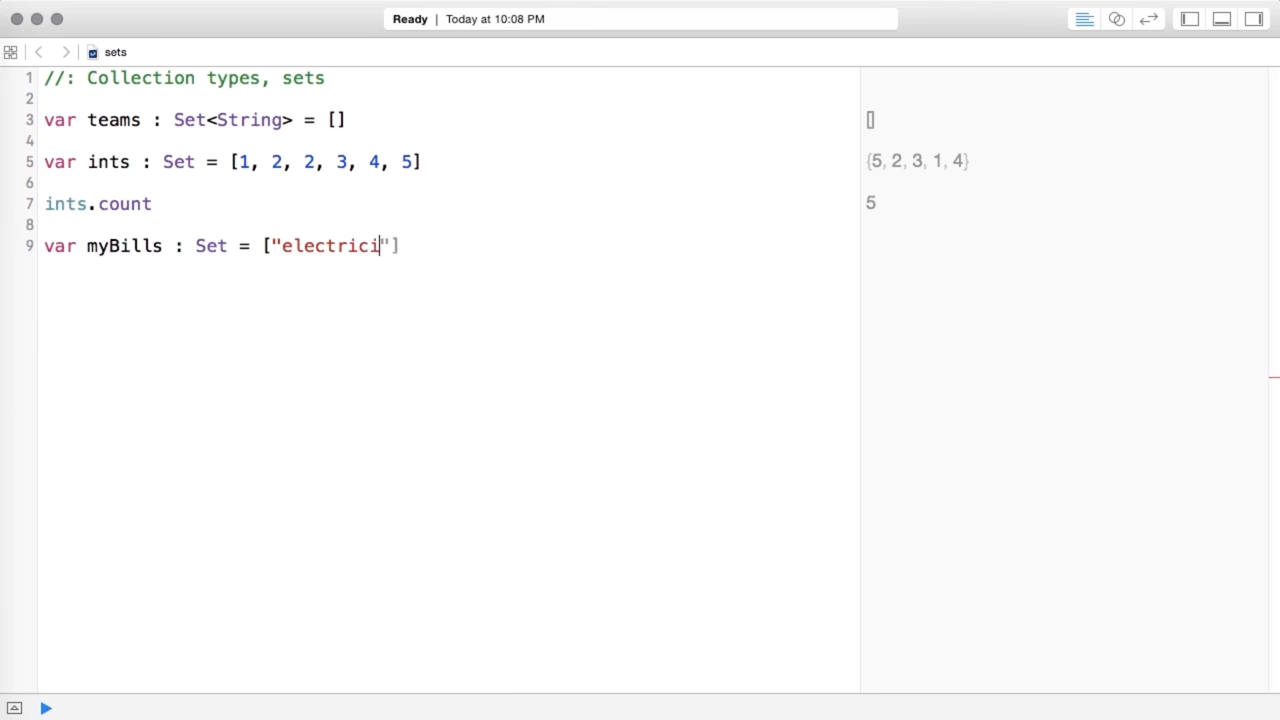 Ready | Today at 10:08 PM
sets
1 //: Collection types, sets
2
3 var teams : Set<String> = [] []
4
5 var ints : Set = [1, 2, 2, 3, 4, 5] {5, 2, 3, 1, 4}
6
7 ints.count 5
8
9 var myBills : Set = ["electrici"]